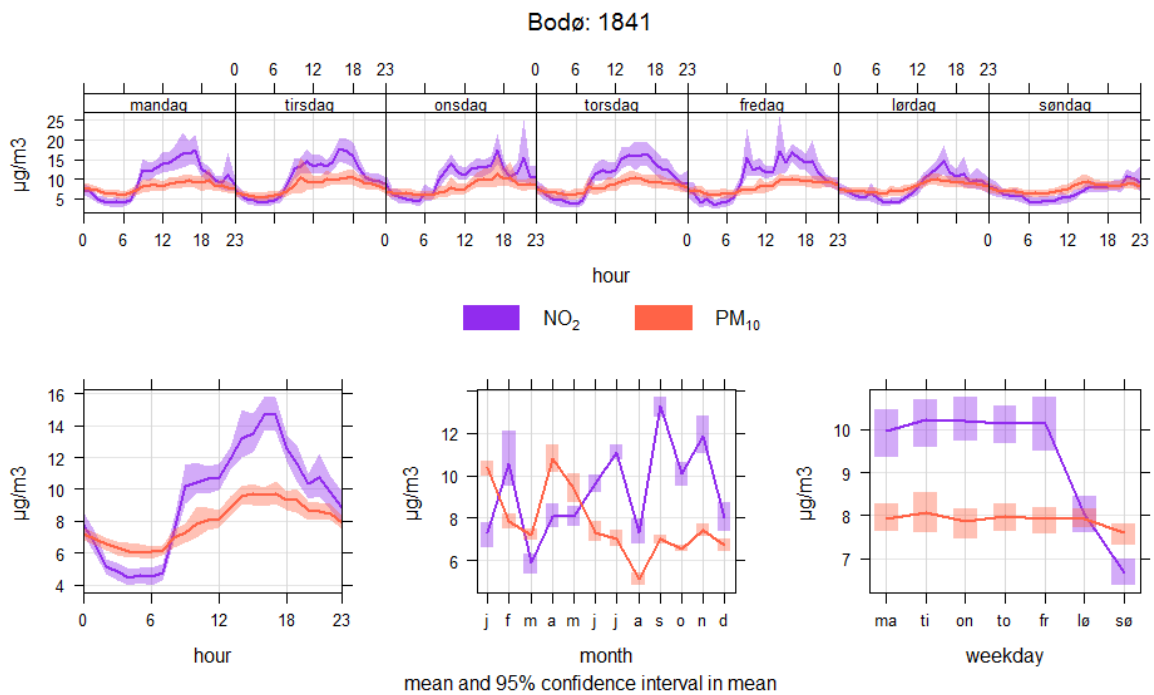 Bodø: 1841
0 12 23 0 12 23 0 12 23
6 18 6 18 6 18
mandag tirsdag onsdag torsdag fredag lørdag søndag
25
20
15
10
5
µg/m3
0 6 12 18 23 0 6 12 18 23 0 6 12 18 23 0 6 12 18 23
hour
NO2 PM10
16
14
12
10
8
6
4
µg/m3
0 6 12 18 23
hour
12
10
8
6
µg/m3
j f m a m j j a s o n d
month
10
9
8
7
µg/m3
ma ti on to fr lø sø
weekday
mean and 95% confidence interval in mean